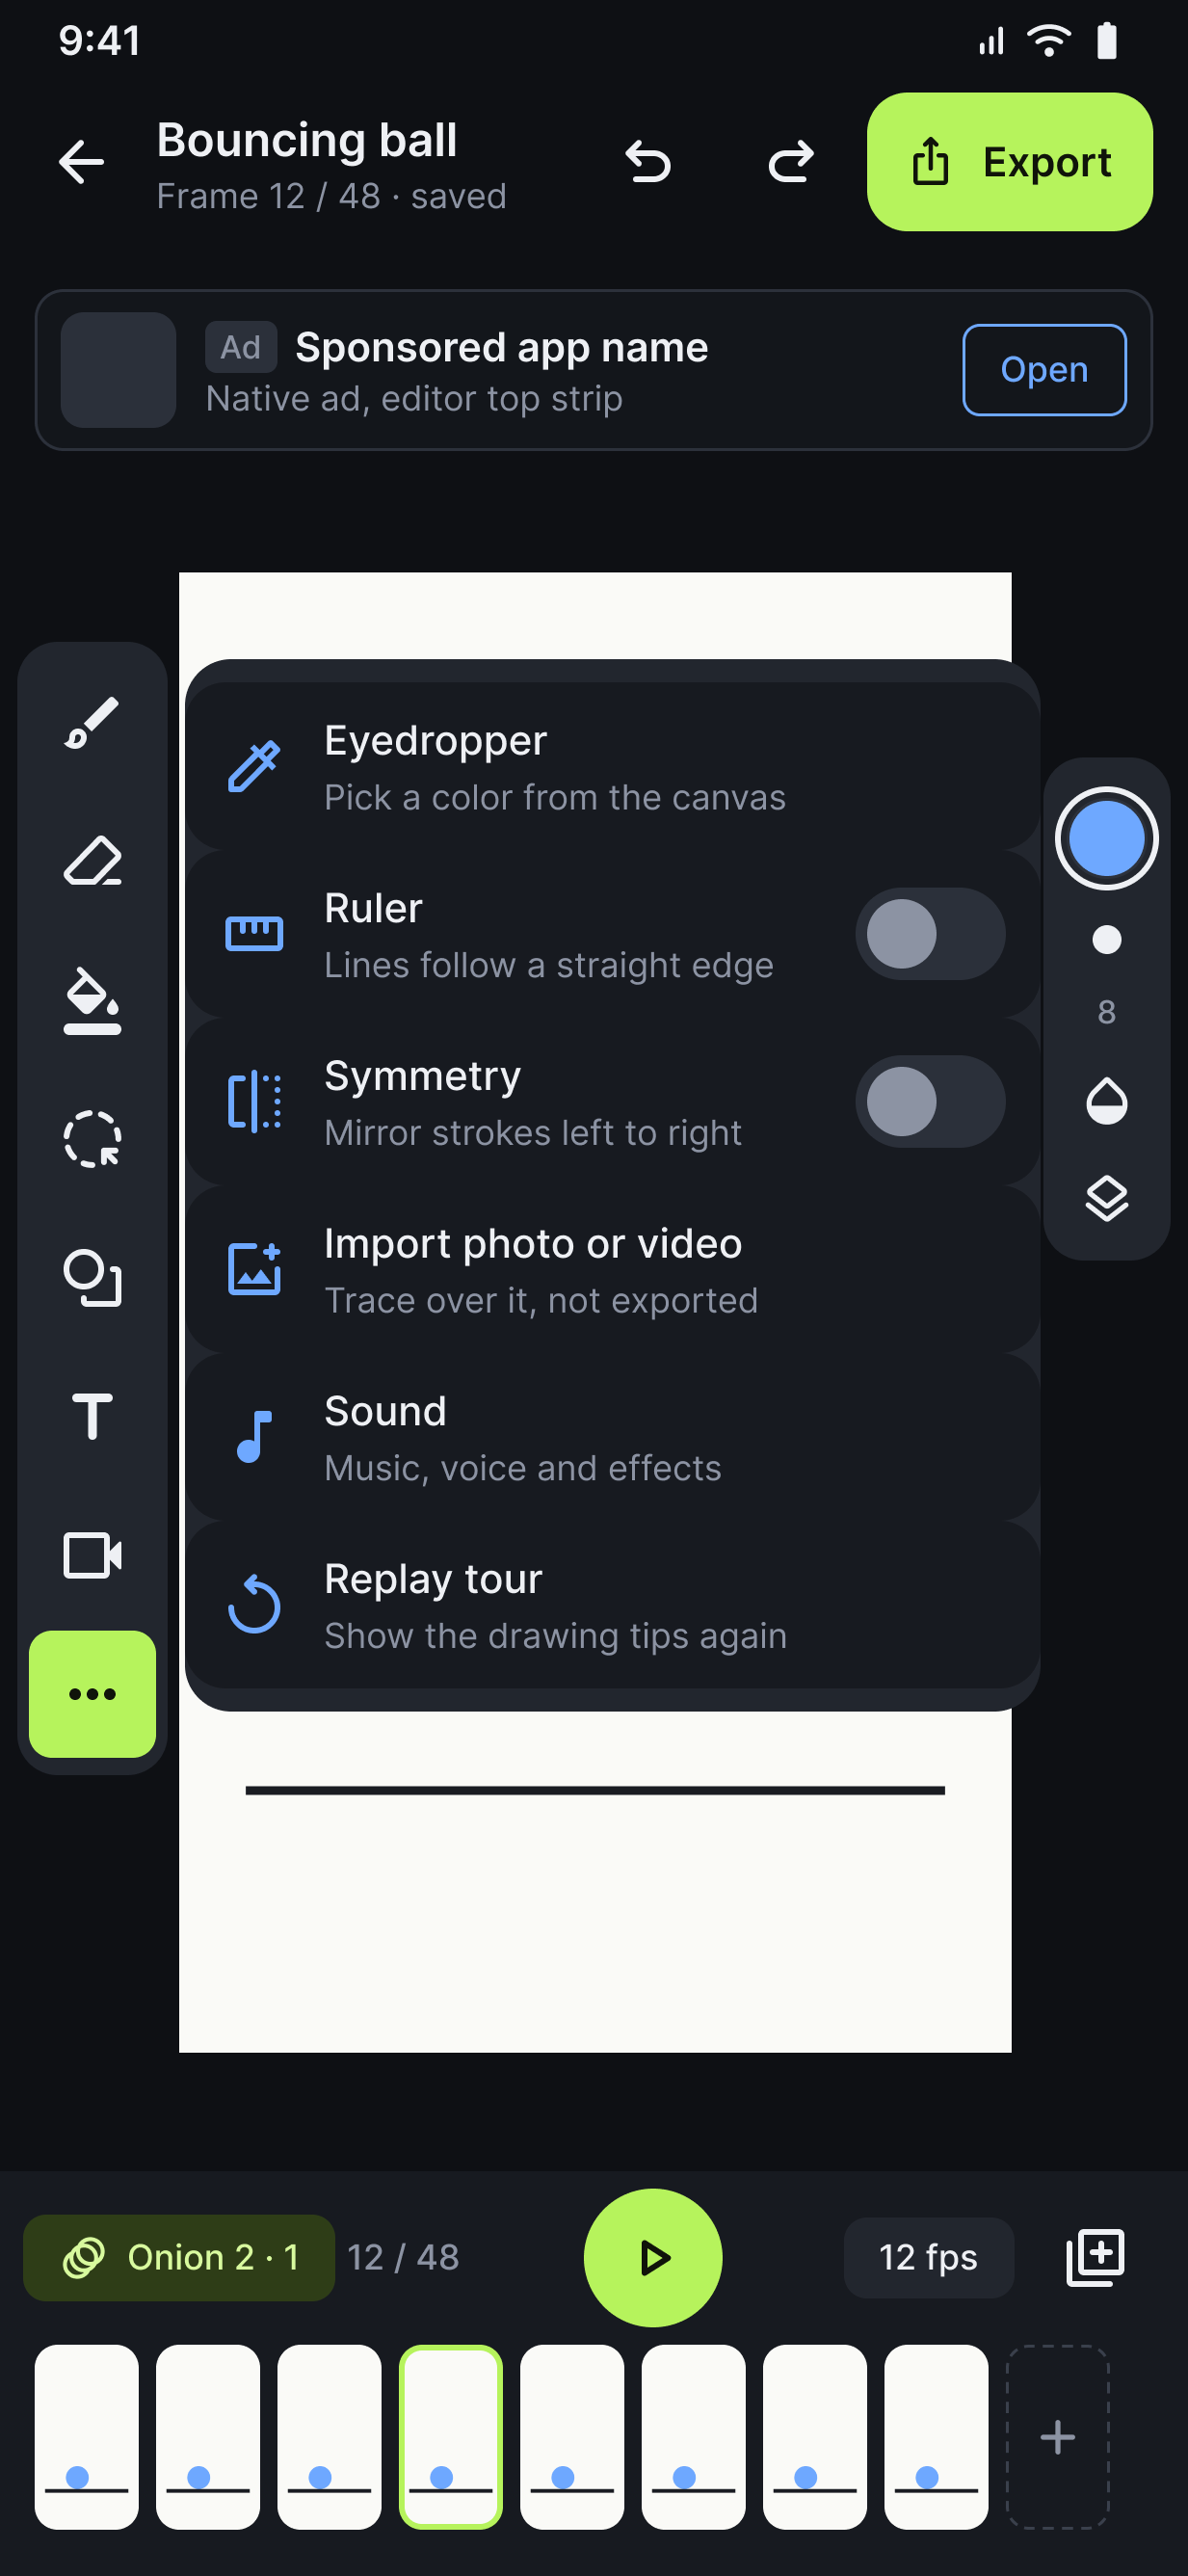 9:41
Bouncing ball
Frame 12 / 48 · saved
Export
Ad Sponsored app name
Native ad, editor top strip
Open
Eyedropper
Pick a color from the canvas
Ruler
Lines follow a straight edge
8
Symmetry
Mirror strokes left to right
Import photo or video
Trace over it, not exported
Sound
Music, voice and effects
Replay tour
Show the drawing tips again
Onion 2 · 1
12 / 48
12 fps